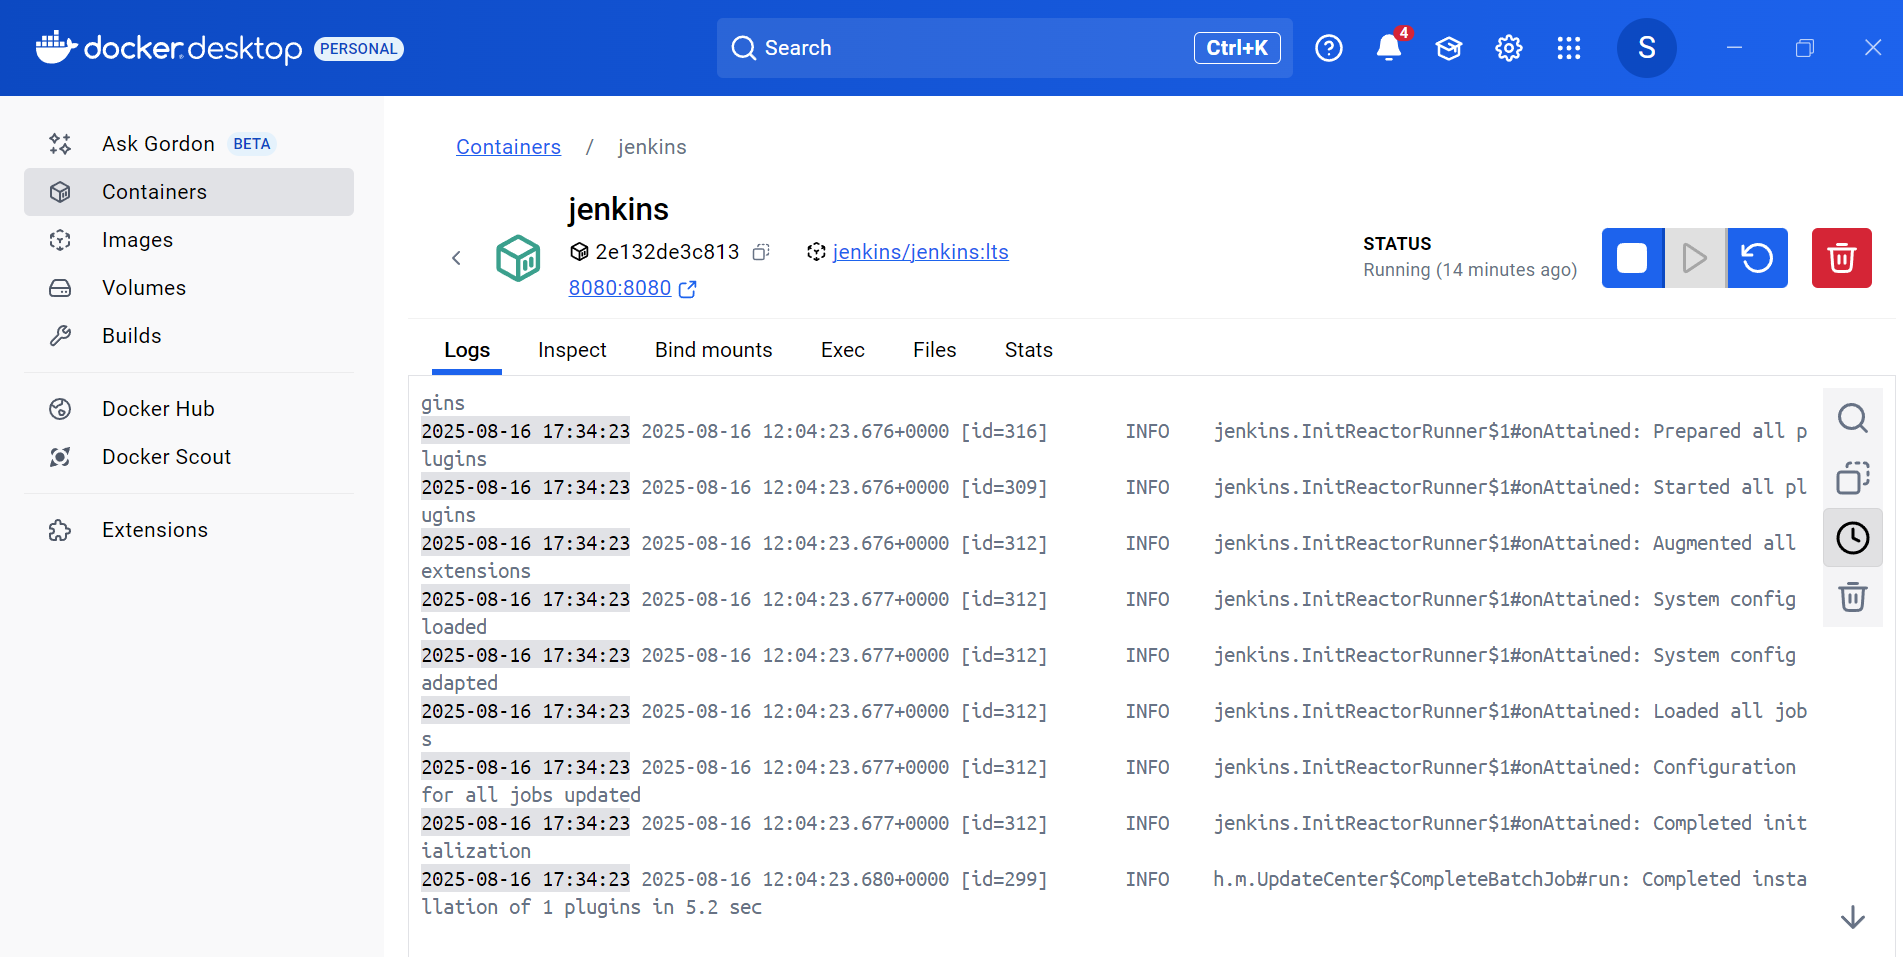 docker desktop PERSONAL
Search
Ctrl+K
4
S
Ask Gordon BETA
Containers
Images
Volumes
Builds
Docker Hub
Docker Scout
Extensions
Containers / jenkins
jenkins
2e132de3c813 jenkins/jenkins:lts
8080:8080
STATUS
Running (14 minutes ago)
Logs Inspect Bind mounts Exec Files Stats
gins
2025-08-16 17:34:23 2025-08-16 12:04:23.676+0000 [id=316] INFO jenkins.InitReactorRunner$1#onAttained: Prepared all p
lugins
2025-08-16 17:34:23 2025-08-16 12:04:23.676+0000 [id=309] INFO jenkins.InitReactorRunner$1#onAttained: Started all pl
ugins
2025-08-16 17:34:23 2025-08-16 12:04:23.676+0000 [id=312] INFO jenkins.InitReactorRunner$1#onAttained: Augmented all
extensions
2025-08-16 17:34:23 2025-08-16 12:04:23.677+0000 [id=312] INFO jenkins.InitReactorRunner$1#onAttained: System config
loaded
2025-08-16 17:34:23 2025-08-16 12:04:23.677+0000 [id=312] INFO jenkins.InitReactorRunner$1#onAttained: System config
adapted
2025-08-16 17:34:23 2025-08-16 12:04:23.677+0000 [id=312] INFO jenkins.InitReactorRunner$1#onAttained: Loaded all job
s
2025-08-16 17:34:23 2025-08-16 12:04:23.677+0000 [id=312] INFO jenkins.InitReactorRunner$1#onAttained: Configuration
for all jobs updated
2025-08-16 17:34:23 2025-08-16 12:04:23.677+0000 [id=312] INFO jenkins.InitReactorRunner$1#onAttained: Completed init
ialization
2025-08-16 17:34:23 2025-08-16 12:04:23.680+0000 [id=299] INFO h.m.UpdateCenter$CompleteBatchJob#run: Completed insta
llation of 1 plugins in 5.2 sec